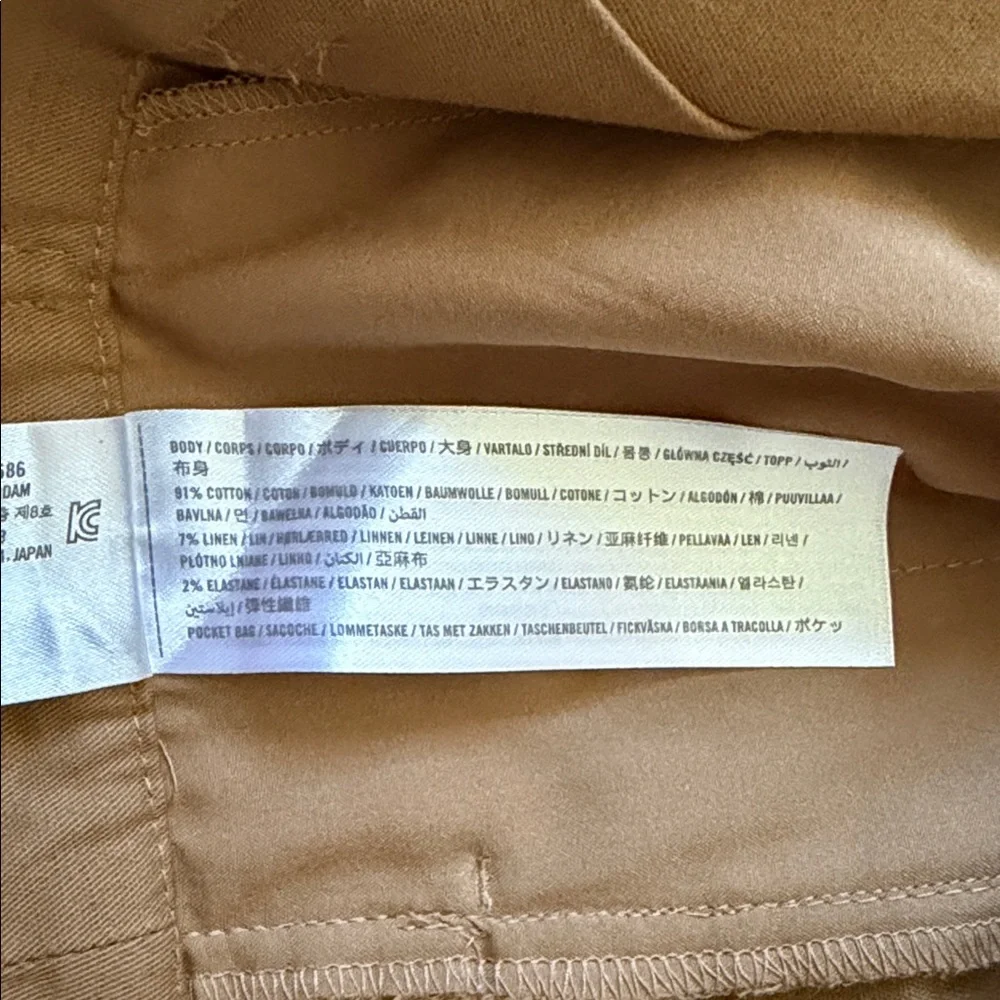 586
DAM
제8호
3
JAPAN
BODY / CORPS / CORPO / ボディ / CUERPO / 大身 / VARTALO / STŘEDNÍ DÍL / 몸통 / GŁÓWNA CZĘŚĆ / TOPP / الثوب /
布身
91% COTTON / COTON / BOMULD / KATOEN / BAUMWOLLE / BOMULL / COTONE / コットン / ALGODÓN / 棉 / PUUVILLAA /
BAVLNA / 면 / BAWEŁNA / ALGODÃO / القطن
7% LINEN / LIN / HØRLÆRRED / LINNEN / LEINEN / LINNE / LINO / リネン / 亚麻纤维 / PELLAVAA / LEN / 리넨 /
PŁÓTNO LNIANE / LINHO / الكتان / 亞麻布
2% ELASTANE / ÉLASTANE / ELASTAN / ELASTAAN / エラスタン / ELASTANO / 氨纶 / ELASTAANIA / 엘라스탄 /
إيلاستين / 弹性纖維
POCKET BAG / SACOCHE / LOMMETASKE / TAS MET ZAKKEN / TASCHENBEUTEL / FICKVÄSKA / BORSA A TRACOLLA / ポケッ